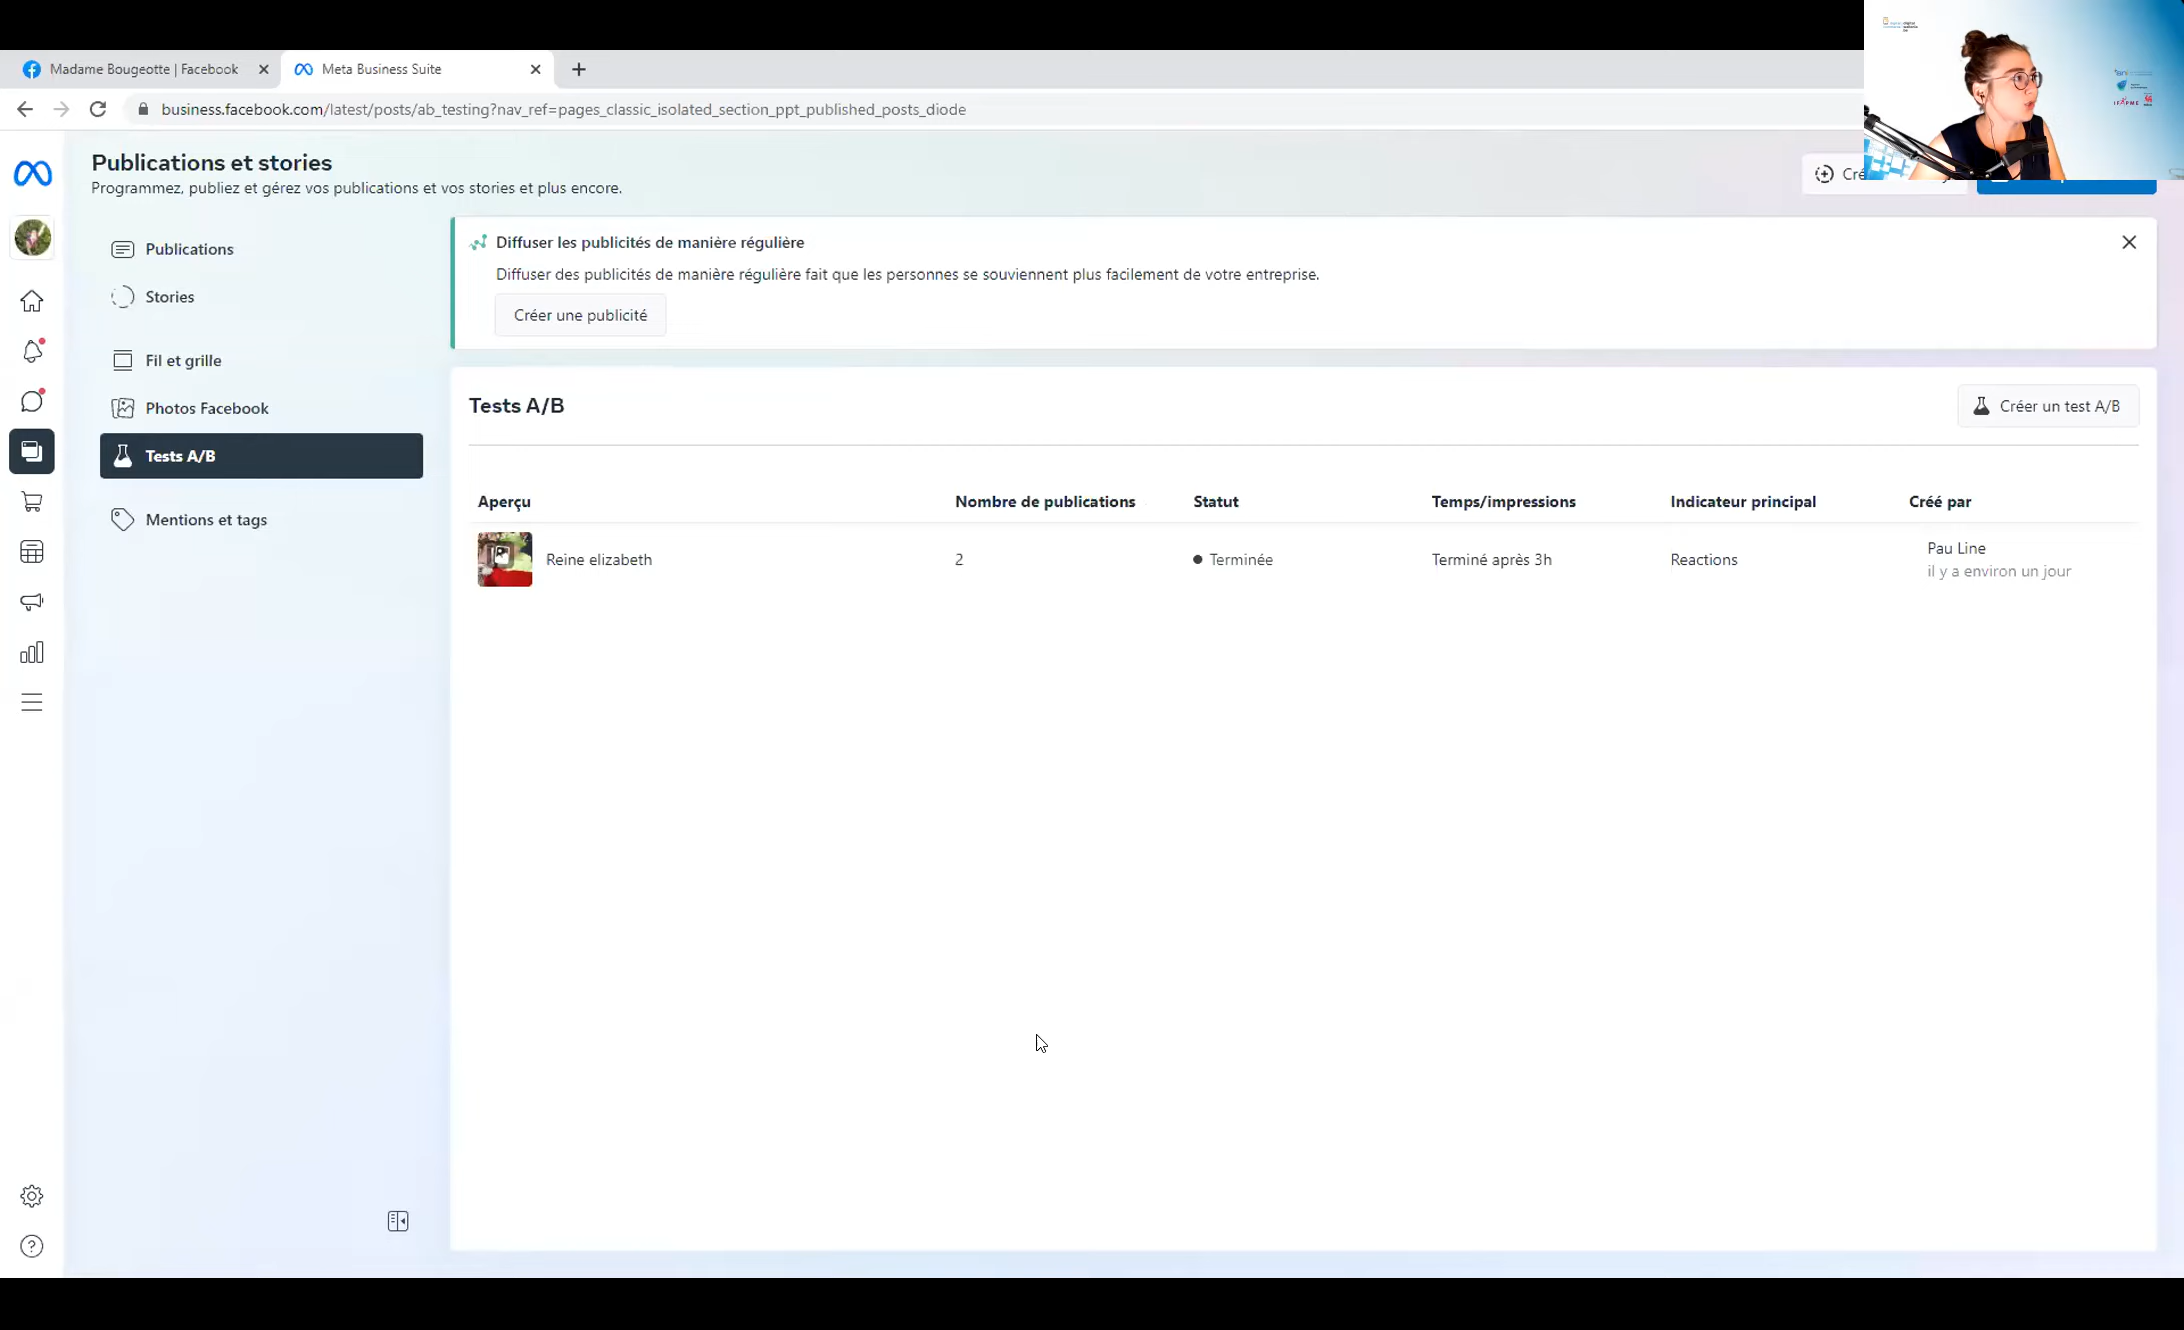 Madame Bougeotte | Facebook
Meta Business Suite
business.facebook.com/latest/posts/ab_testing?nav_ref=pages_classic_isolated_section_ppt_published_posts_diode
Publications et stories
Programmez, publiez et gérez vos publications et vos stories et plus encore.
Publications
Stories
Fil et grille
Photos Facebook
Tests A/B
Mentions et tags
Diffuser les publicités de manière régulière
Diffuser des publicités de manière régulière fait que les personnes se souviennent plus facilement de votre entreprise.
Créer une publicité
Tests A/B
Créer un test A/B
Aperçu Nombre de publications Statut Temps/impressions Indicateur principal Créé par
Reine elizabeth 2 Terminée Terminé après 3h Reactions Pau Line
il y a environ un jour